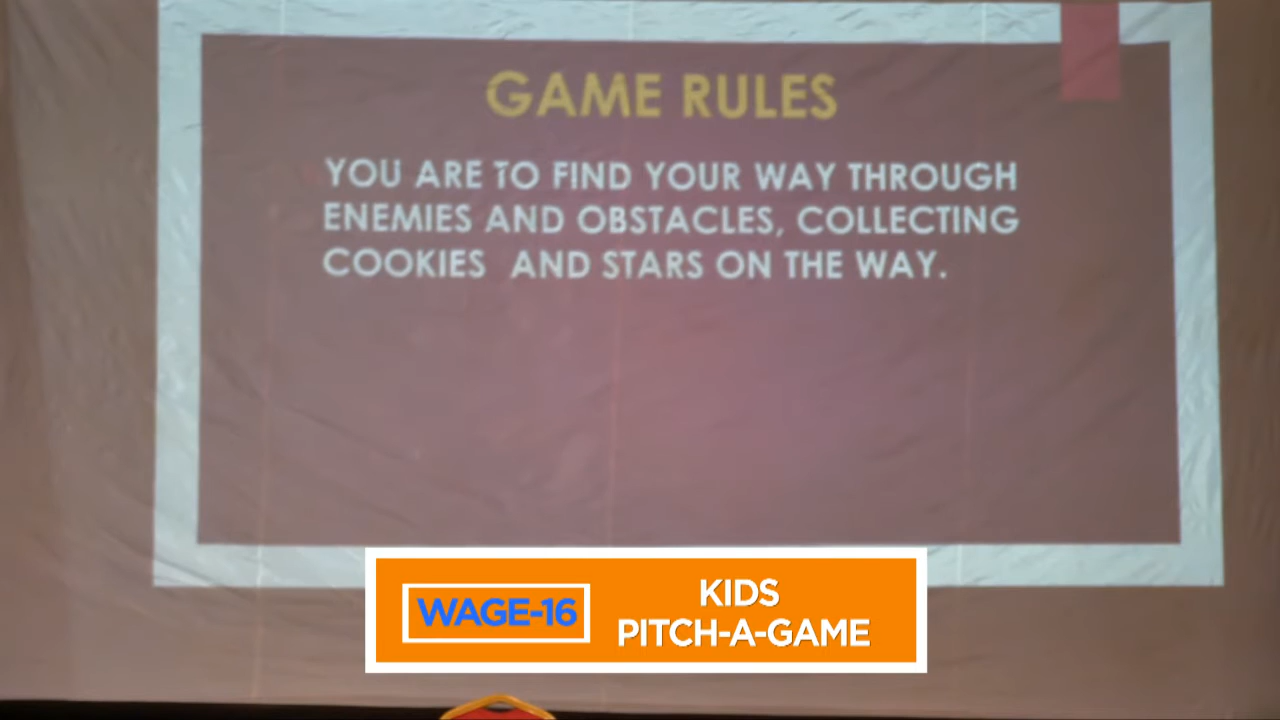 GAME RULES
YOU ARE TO FIND YOUR WAY THROUGH
ENEMIES AND OBSTACLES, COLLECTING
COOKIES AND STARS ON THE WAY.
WAGE-16
KIDS
PITCH-A-GAME